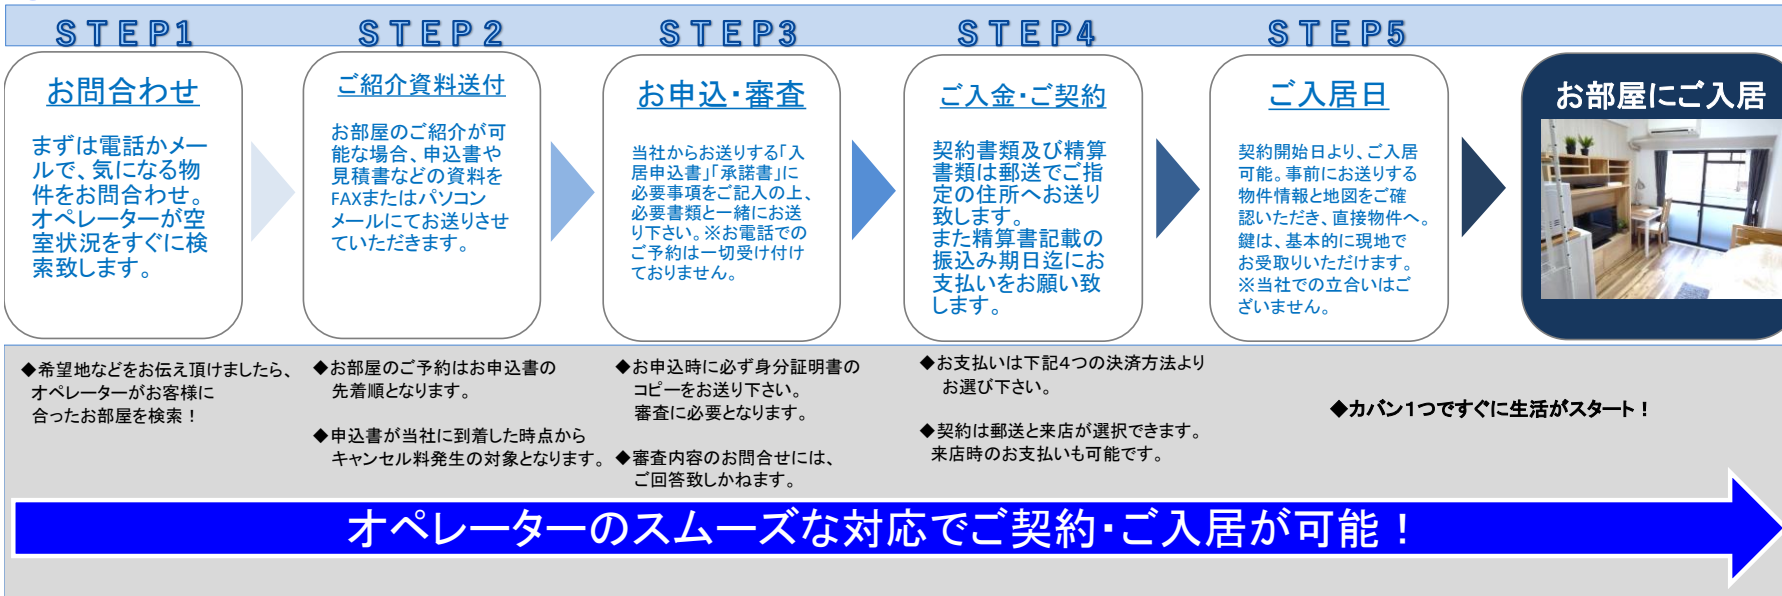 STEP1
STEP2
STEP3
STEP4
STEP5
お問合わせ
まずは電話かメー
ルで、気になる物
件をお問合わせ。
オペレーターが空
室状況をすぐに検
索致します。
ご紹介資料送付
お部屋のご紹介が可
能な場合、申込書や
見積書などの資料を
FAXまたはパソコン
メールにてお送りさせ
ていただきます。
お申込・審査
当社からお送りする「入
居申込書」「承諾書」に
必要事項をご記入の上、
必要書類と一緒にお送
り下さい。※お電話での
ご予約は一切受け付け
ておりません。
ご入金・ご契約
契約書類及び精算
書類は郵送でご指
定の住所へお送り
致します。
また精算書記載の
振込み期日迄にお
支払いをお願い致
します。
ご入居日
契約開始日より、ご入居
可能。事前にお送りする
物件情報と地図をご確
認いただき、直接物件へ。
鍵は、基本的に現地で
お受取りいただけます。
※当社での立合いはご
ざいません。
お部屋にご入居
◆希望地などをお伝え頂けましたら、
オペレーターがお客様に
合ったお部屋を検索！
◆お部屋のご予約はお申込書の
先着順となります。
◆申込書が当社に到着した時点から
キャンセル料発生の対象となります。
◆お申込時に必ず身分証明書の
コピーをお送り下さい。
審査に必要となります。
◆審査内容のお問合せには、
ご回答致しかねます。
◆お支払いは下記4つの決済方法より
お選び下さい。
◆契約は郵送と来店が選択できます。
来店時のお支払いも可能です。
◆カバン1つですぐに生活がスタート！
オペレーターのスムーズな対応でご契約・ご入居が可能！